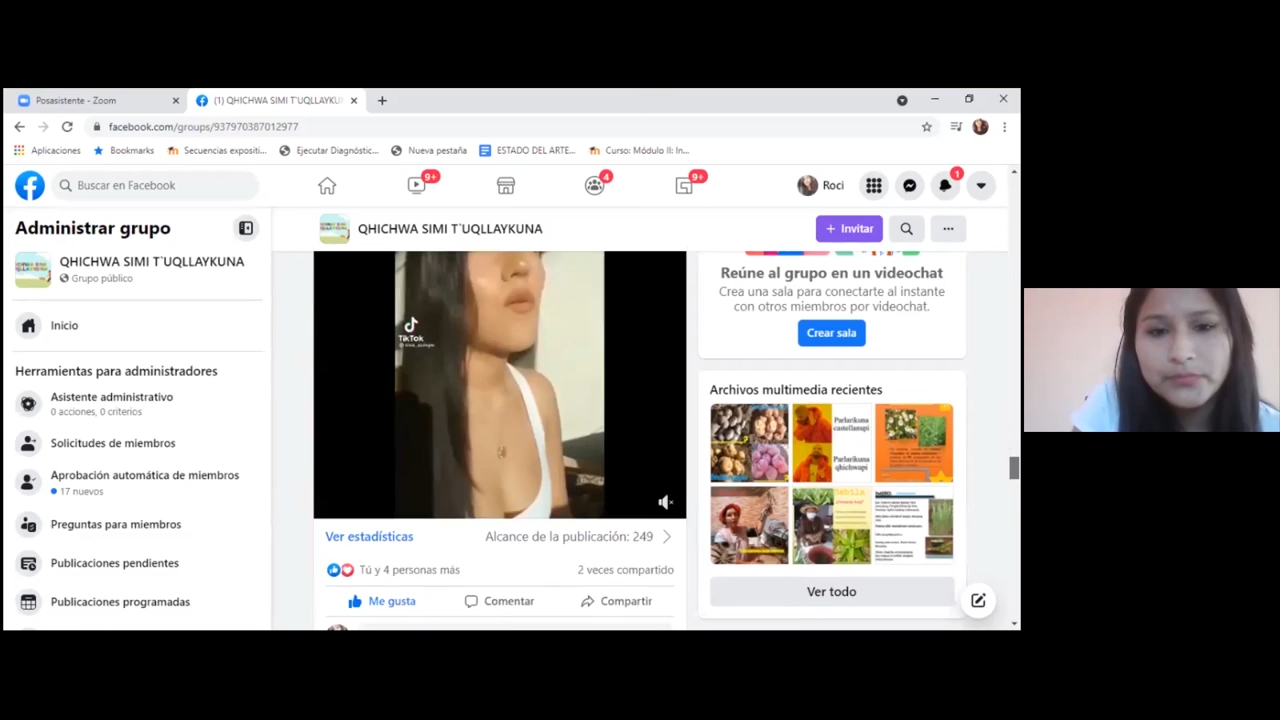 Posasistente - Zoom
(1) QHICHWA SIMI T'UQLLAYKU
facebook.com/groups/937970387012977
Aplicaciones
Bookmarks
Secuencias expositi...
Ejecutar Diagnóstic...
Nueva pestaña
ESTADO DEL ARTE...
Curso: Módulo II: In...
Buscar en Facebook
9+
4
9+
Roci
1
Administrar grupo
QHICHWA SIMI T`UQLLAYKUNA
+ Invitar
QHICHWA SIMI T`UQLLAYKUNA
Grupo público
Inicio
Herramientas para administradores
Asistente administrativo
0 acciones, 0 criterios
Solicitudes de miembros
Aprobación automática de miembros
17 nuevos
Preguntas para miembros
Publicaciones pendientes
Publicaciones programadas
TikTok
Ver estadísticas
Alcance de la publicación: 249
Tú y 4 personas más
2 veces compartido
Me gusta
Comentar
Compartir
Reúne al grupo en un videochat
Crea una sala para conectarte al instante
con otros miembros por videochat.
Crear sala
Archivos multimedia recientes
Parlarikuna
castellanupi
Parlarikuna
qhichwapi
Ver todo